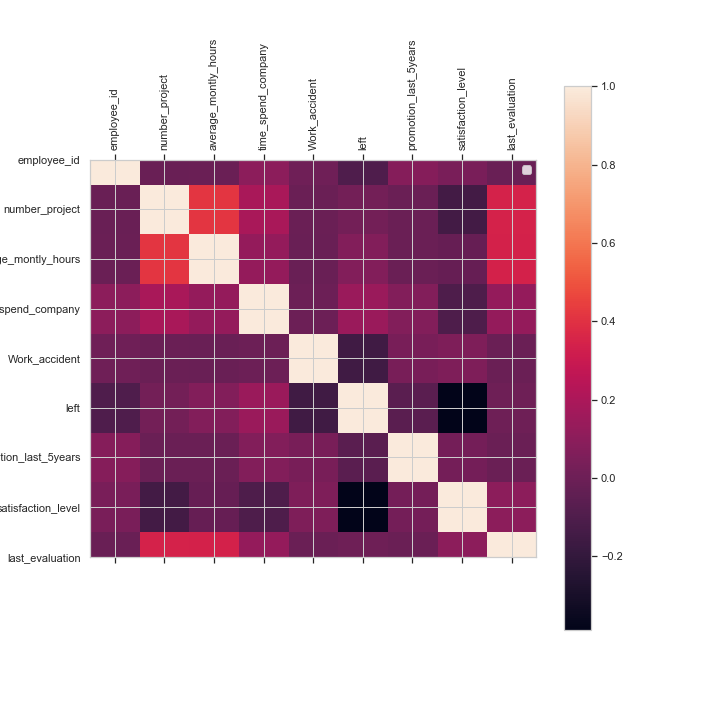 employee_id
number_project
average_montly_hours
time_spend_company
Work_accident
left
promotion_last_5years
satisfaction_level
last_evaluation
employee_id
number_project
ge_montly_hours
spend_company
Work_accident
left
tion_last_5years
satisfaction_level
last_evaluation
1.0
0.8
0.6
0.4
0.2
0.0
−0.2